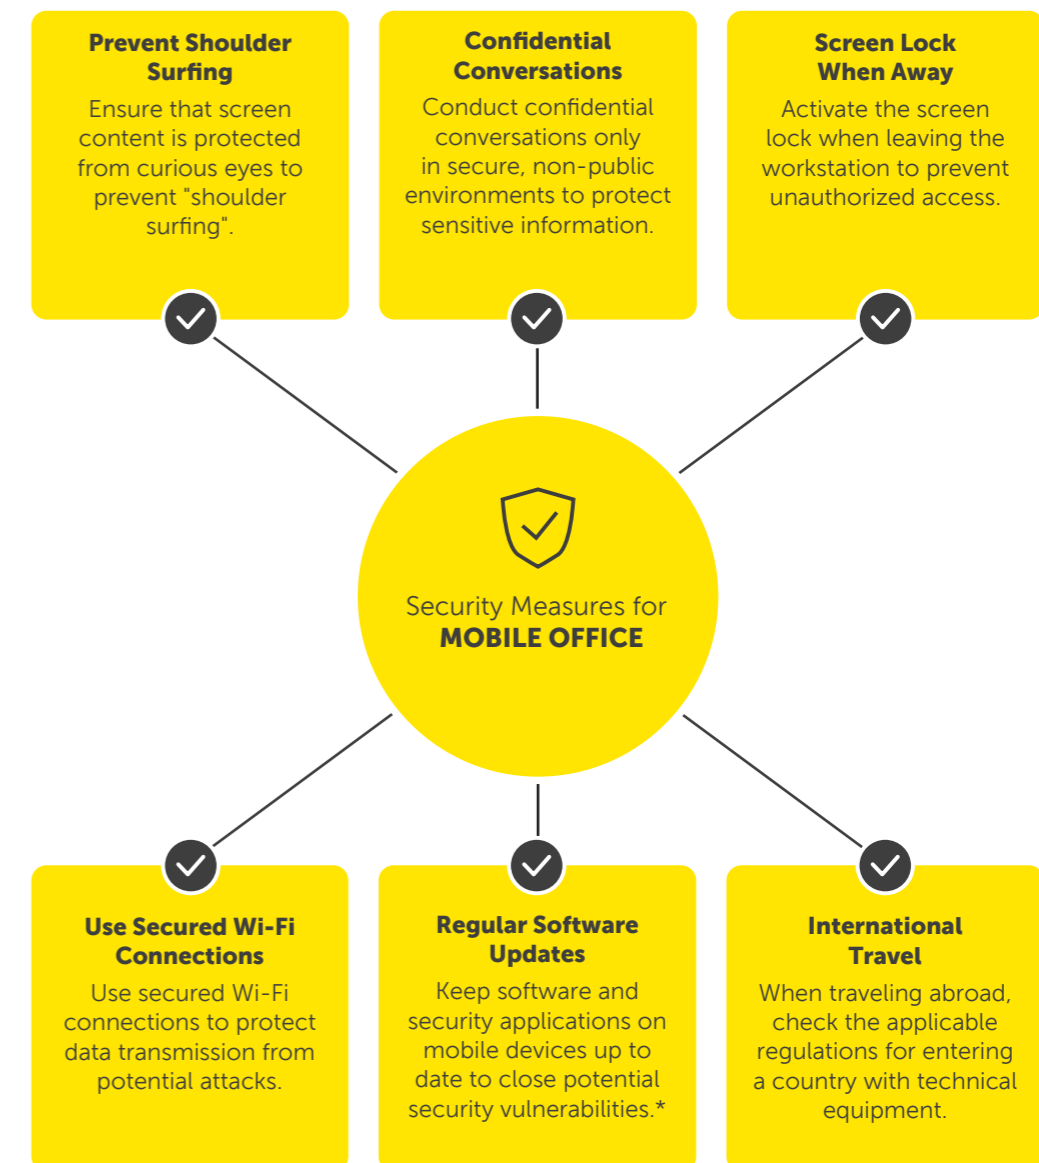 Prevent Shoulder
Surfing
Ensure that screen
content is protected
from curious eyes to
prevent "shoulder
surfing".
Confidential
Conversations
Conduct confidential
conversations only
in secure, non-public
environments to protect
sensitive information.
Screen Lock
When Away
Activate the screen
lock when leaving the
workstation to prevent
unauthorized access.
Security Measures for
MOBILE OFFICE
Use Secured Wi-Fi
Connections
Use secured Wi-Fi
connections to protect
data transmission from
potential attacks.
Regular Software
Updates
Keep software and
security applications on
mobile devices up to
date to close potential
security vulnerabilities.*
International
Travel
When traveling abroad,
check the applicable
regulations for entering
a country with technical
equipment.